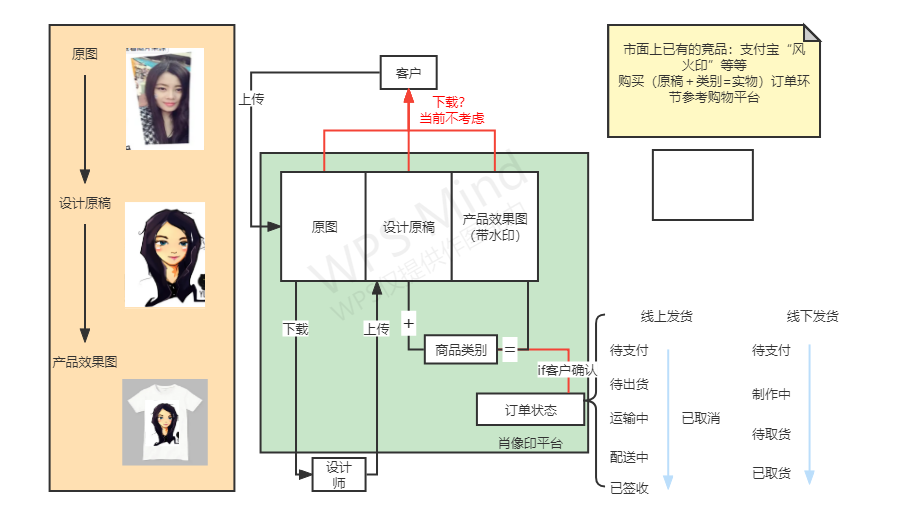 原图
设计原稿
产品效果图
客户
上传
下载?
当前不考虑
原图
设计原稿
产品效果图
(带水印)
下载
上传
+
商品类别
=
if客户确认
订单状态
肖像印平台
设计
师
市面上已有的竞品：支付宝“风
火印”等等
购买（原稿＋类别=实物）订单环
节参考购物平台
线上发货
待支付
待出货
运输中
已取消
配送中
已签收
线下发货
待支付
制作中
待取货
已取货
WPS Mind